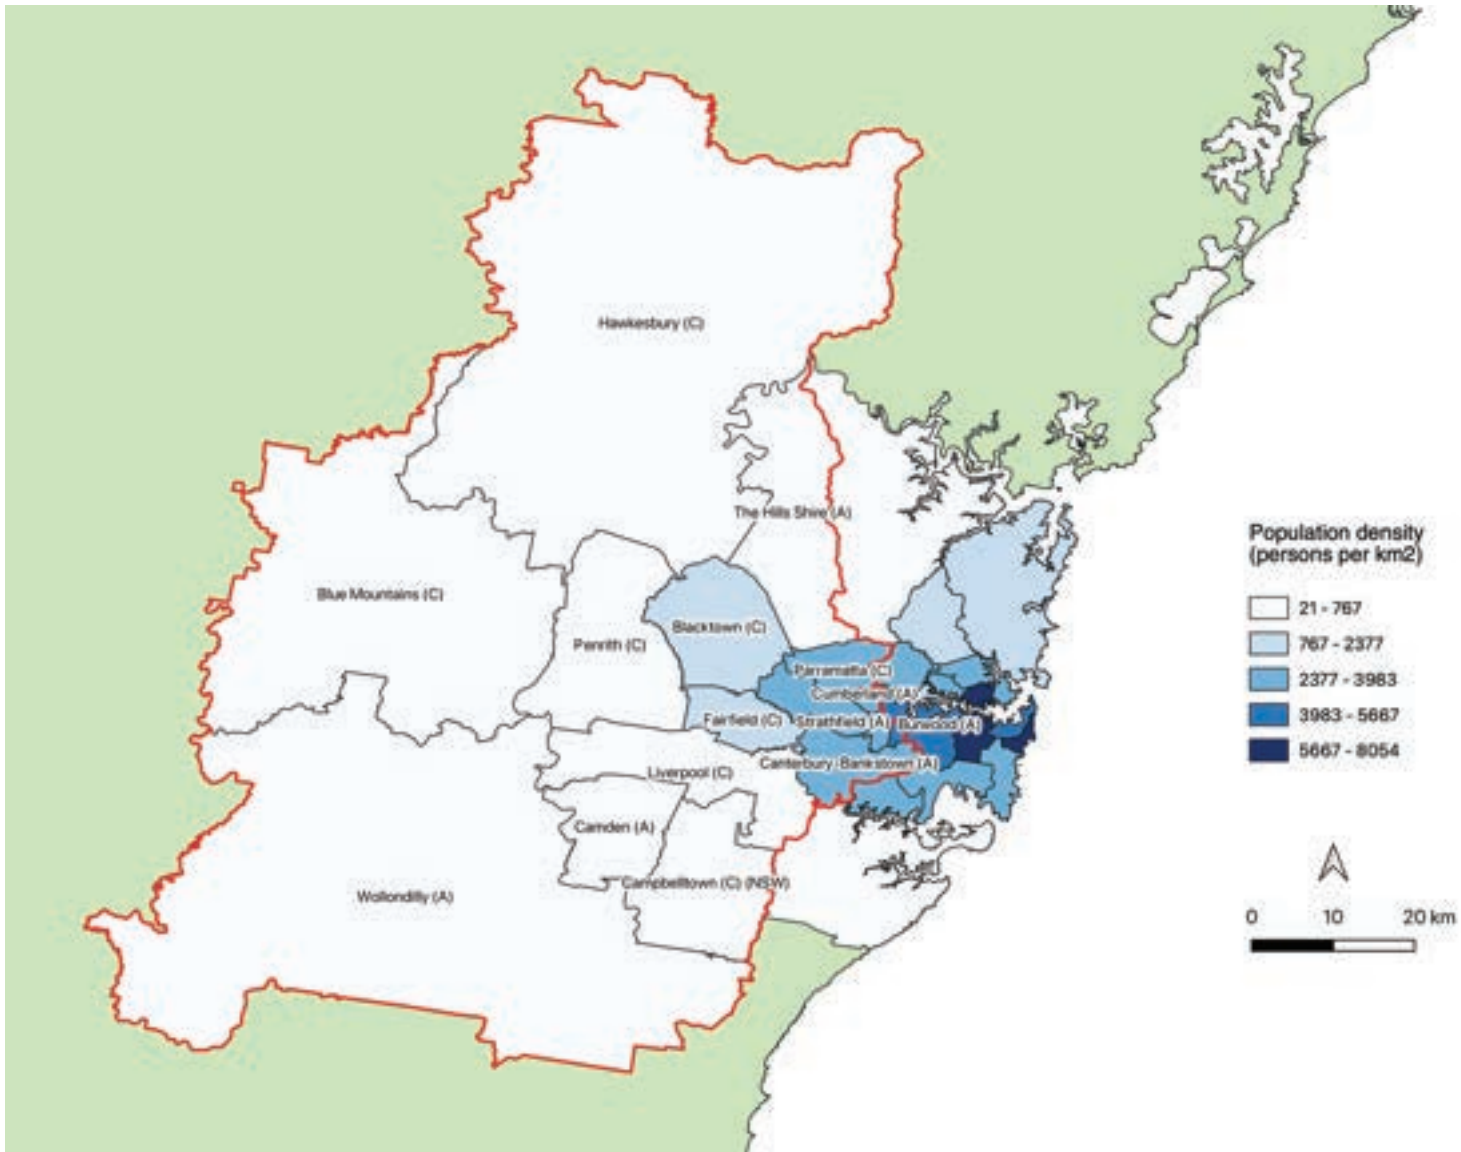 Hawkesbury (C)
The Hills Shire (A)
Blue Mountains (C)
Blacktown (C)
Penrith (C)
Parramatta (C)
Cumberland (A)
Fairfield (C)
Strathfield (A)
Burwood (A)
Canterbury-Bankstown (A)
Liverpool (C)
Camden (A)
Campbelltown (C) (NSW)
Wollondilly (A)
Population density
(persons per km2)
21 - 767
767 - 2377
2377 - 3983
3983 - 5667
5667 - 8054
0 10 20 km